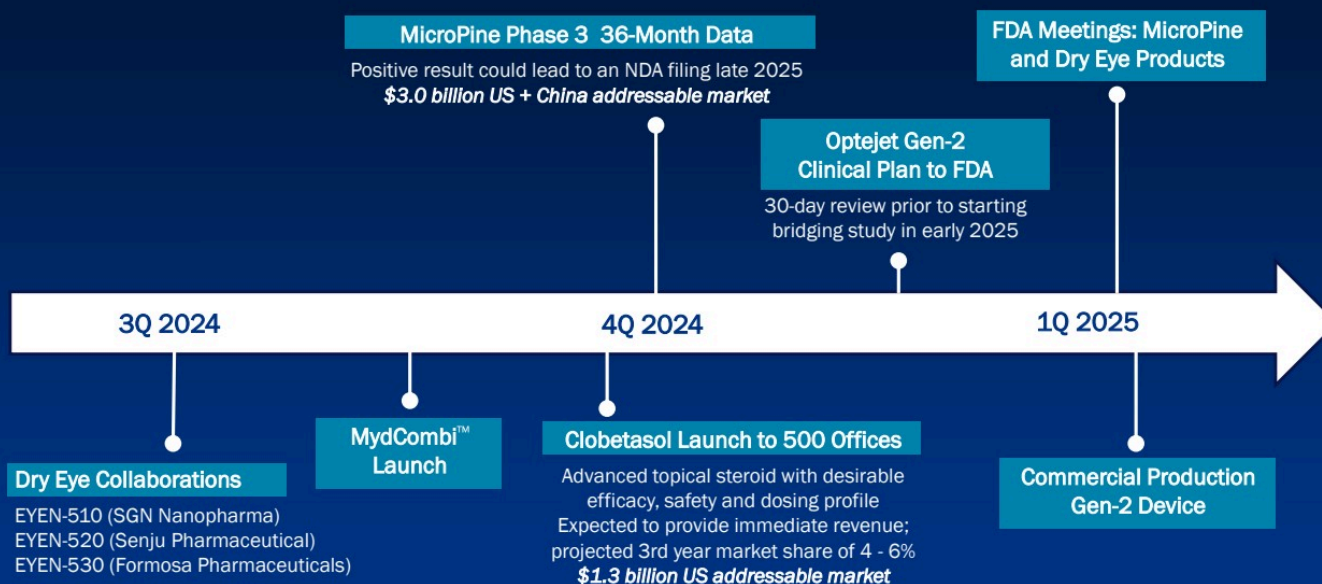 MicroPine Phase 3 36-Month Data
Positive result could lead to an NDA filing late 2025
$3.0 billion US + China addressable market
FDA Meetings: MicroPine
and Dry Eye Products
Optejet Gen-2
Clinical Plan to FDA
30-day review prior to starting
bridging study in early 2025
3Q 2024
4Q 2024
1Q 2025
Dry Eye Collaborations
EYEN-510 (SGN Nanopharma)
EYEN-520 (Senju Pharmaceutical)
EYEN-530 (Formosa Pharmaceuticals)
MydCombi™
Launch
Clobetasol Launch to 500 Offices
Advanced topical steroid with desirable
efficacy, safety and dosing profile
Expected to provide immediate revenue;
projected 3rd year market share of 4 - 6%
$1.3 billion US addressable market
Commercial Production
Gen-2 Device